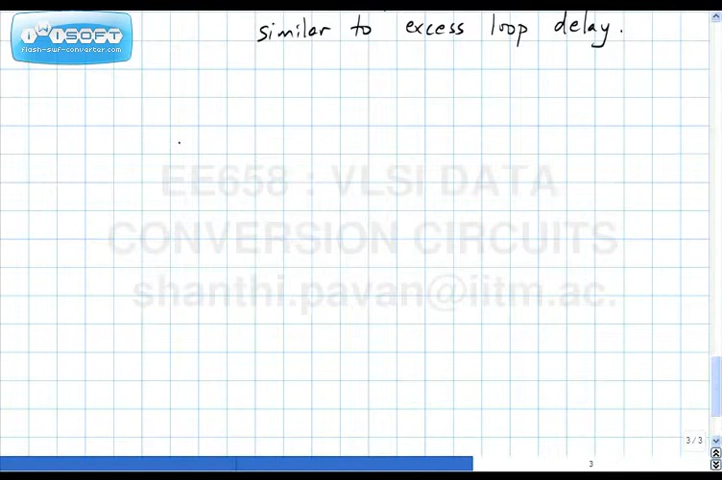 iWiSOFT
flash-swf-converter.com
similar to excess loop delay.
EE658 : VLSI DATA
CONVERSION CIRCUITS
shanthi.pavan@iitm.ac.
3 / 3
3